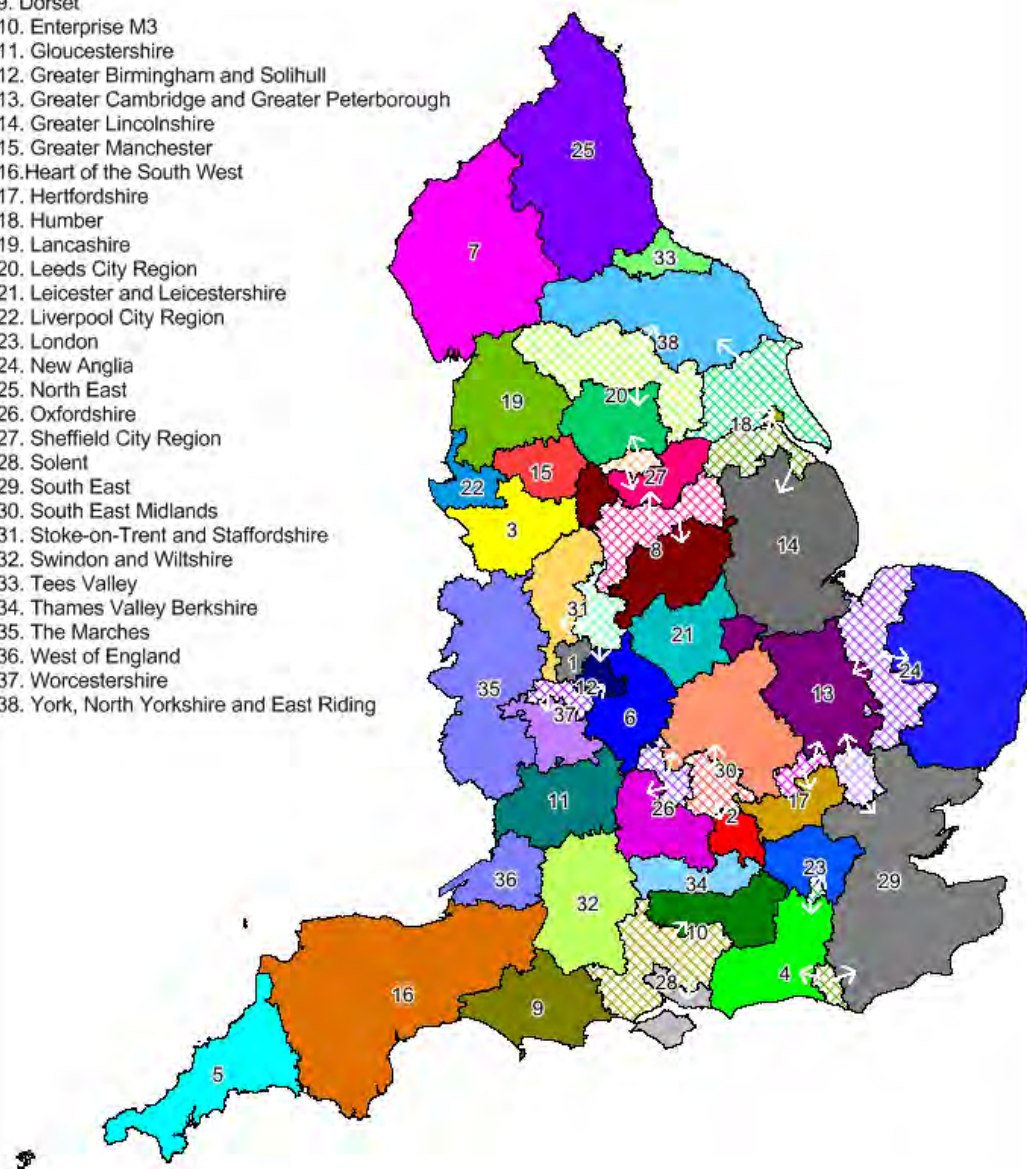 9. Dorset
10. Enterprise M3
11. Gloucestershire
12. Greater Birmingham and Solihull
13. Greater Cambridge and Greater Peterborough
14. Greater Lincolnshire
15. Greater Manchester
16.Heart of the South West
17. Hertfordshire
18. Humber
19. Lancashire
20. Leeds City Region
21. Leicester and Leicestershire
22. Liverpool City Region
23. London
24. New Anglia
25. North East
26. Oxfordshire
27. Sheffield City Region
28. Solent
29. South East
30. South East Midlands
31. Stoke-on-Trent and Staffordshire
32. Swindon and Wiltshire
33. Tees Valley
34. Thames Valley Berkshire
35. The Marches
36. West of England
37. Worcestershire
38. York, North Yorkshire and East Riding
25
7
33
38
20
19
18
15
27
22
3
14
8
31
21
1
24
12
35
13
37
6
30
11
17
26
2
23
36
34
29
32
10
4
28
16
9
5